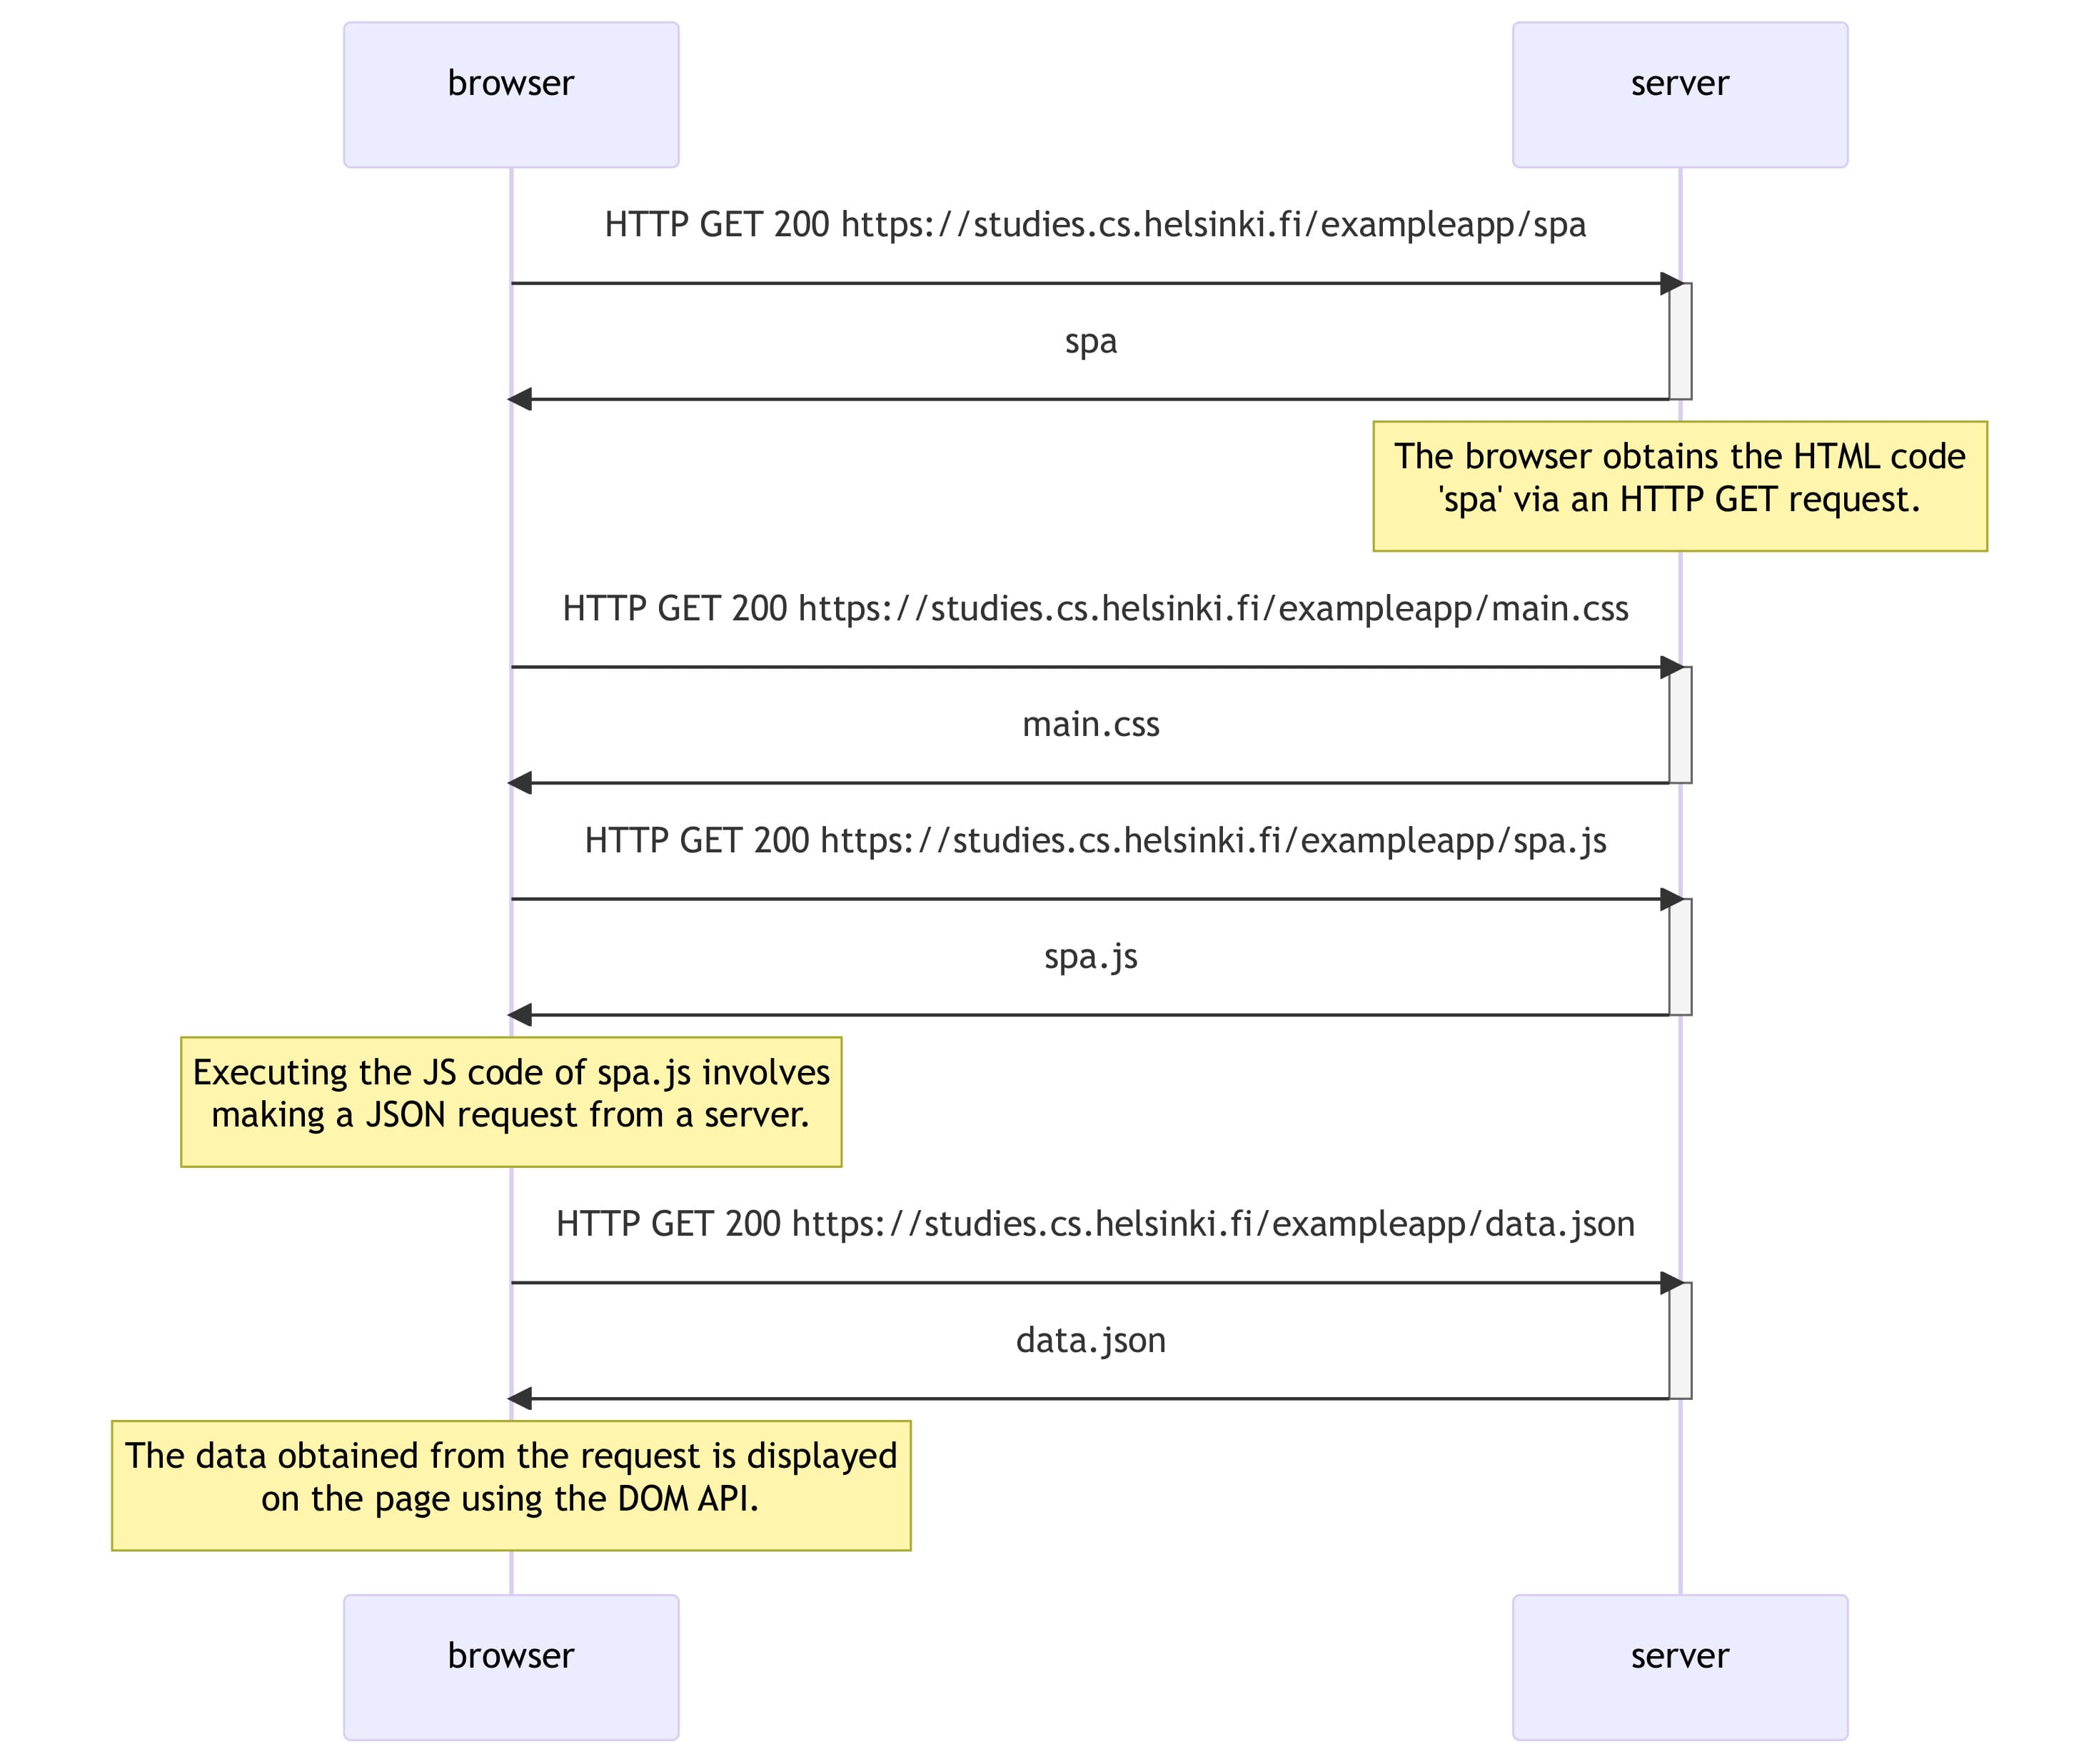 browser
server
HTTP GET 200 https://studies.cs.helsinki.fi/exampleapp/spa
spa
The browser obtains the HTML code
'spa' via an HTTP GET request.
HTTP GET 200 https://studies.cs.helsinki.fi/exampleapp/main.css
main.css
HTTP GET 200 https://studies.cs.helsinki.fi/exampleapp/spa.js
spa.js
Executing the JS code of spa.js involves
making a JSON request from a server.
HTTP GET 200 https://studies.cs.helsinki.fi/exampleapp/data.json
data.json
The data obtained from the request is displayed
on the page using the DOM API.
browser
server